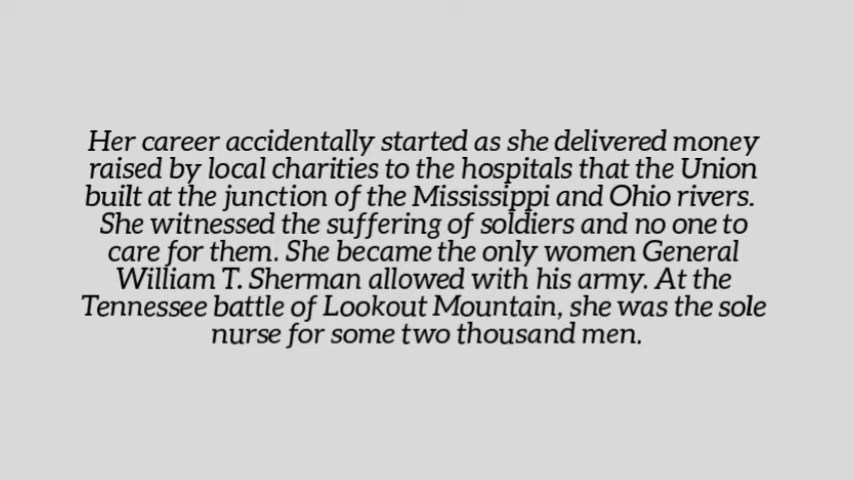 Her career accidentally started as she delivered money
raised by local charities to the hospitals that the Union
built at the junction of the Mississippi and Ohio rivers.
She witnessed the suffering of soldiers and no one to
care for them. She became the only women General
William T. Sherman allowed with his army. At the
Tennessee battle of Lookout Mountain, she was the sole
nurse for some two thousand men.